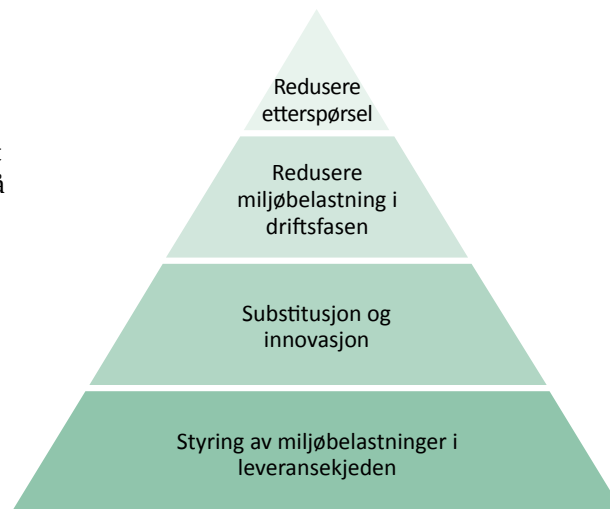 Redusere
etterspørsel
Redusere
miljøbelastning i
driftsfasen
Substitusjon og
innovasjon
Styring av miljøbelastninger i
leveransekjeden